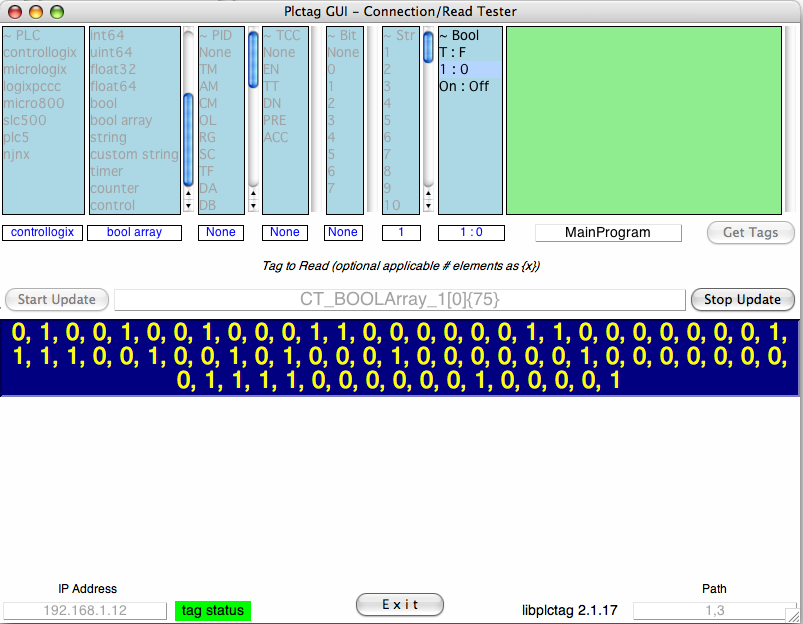 Plctag GUI - Connection/Read Tester
~ PLC int64 ~ PID ~ TCC ~ Bit ~ Str ~ Bool
controllogix uint64 None None None 1 T : F
micrologix float32 TM EN 0 2 1 : 0
logixpccc float64 AM TT 1 3 On : Off
micro800 bool CM DN 2 4
slc500 bool array OL PRE 3 5
plc5 string RG ACC 4 6
njnx custom string SC 5 7
timer TF 6 8
counter DA 7 9
control DB 10
controllogix bool array None None None 1 1 : 0 MainProgram Get Tags
Tag to Read (optional applicable # elements as {x})
Start Update CT_BOOLArray_1[0]{75} Stop Update
0, 1, 0, 0, 1, 0, 0, 1, 0, 0, 0, 1, 1, 0, 0, 0, 0, 0, 0, 1, 1, 0, 0, 0, 0, 0, 0, 0, 1,
1, 1, 1, 0, 0, 1, 0, 0, 1, 0, 1, 0, 0, 0, 1, 0, 0, 0, 0, 0, 0, 1, 0, 0, 0, 0, 0, 0, 0,
0, 1, 1, 1, 1, 0, 0, 0, 0, 0, 0, 1, 0, 0, 0, 0, 1
IP Address Path
192.168.1.12 tag status E x i t libplctag 2.1.17 1,3